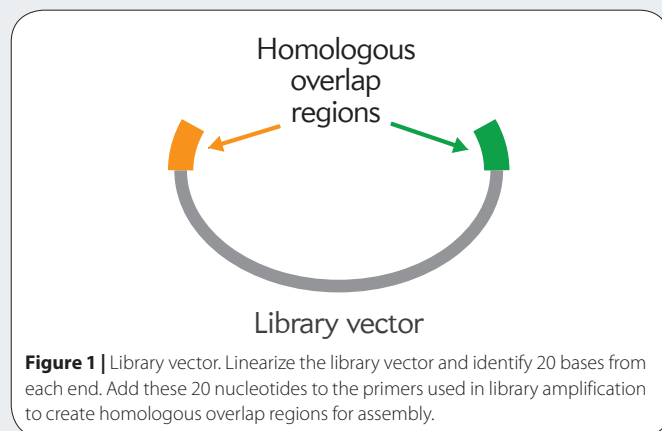 Homologous
overlap
regions
Library vector
Figure 1 | Library vector. Linearize the library vector and identify 20 bases from
each end. Add these 20 nucleotides to the primers used in library amplification
to create homologous overlap regions for assembly.